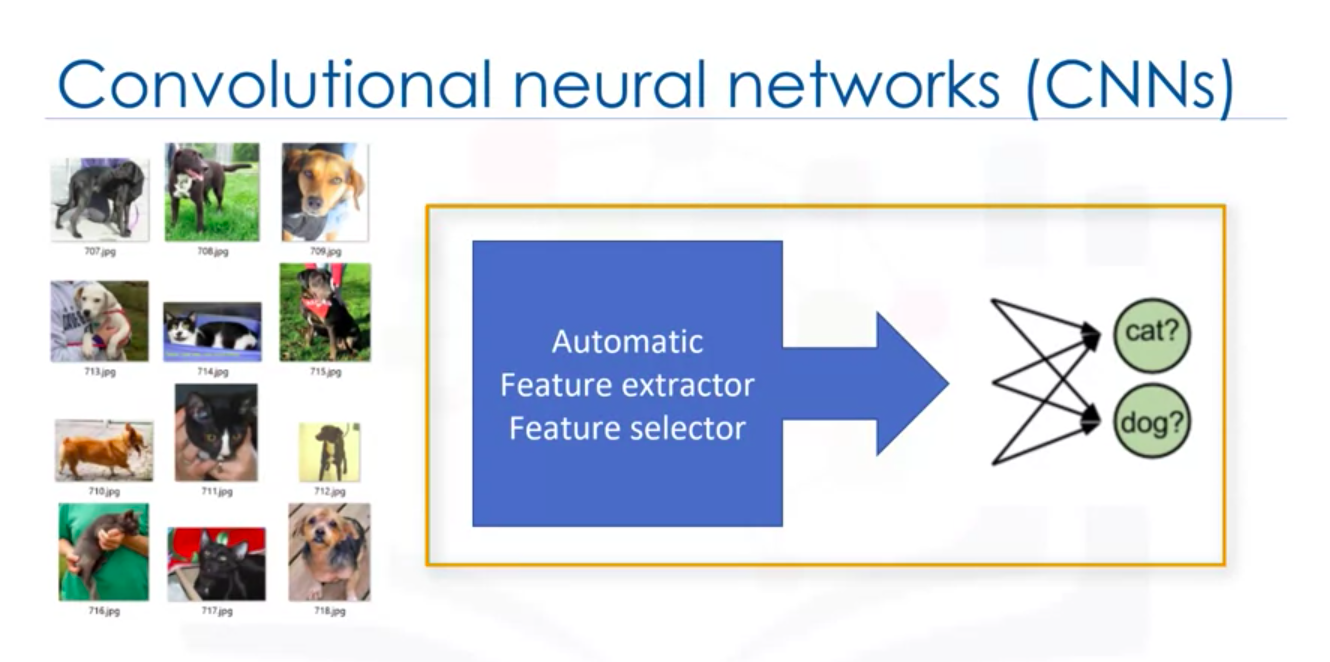 Convolutional neural networks (CNNs)
707.jpg
708.jpg
709.jpg
713.jpg
714.jpg
715.jpg
710.jpg
711.jpg
712.jpg
716.jpg
717.jpg
718.jpg
Automatic
Feature extractor
Feature selector
cat?
dog?